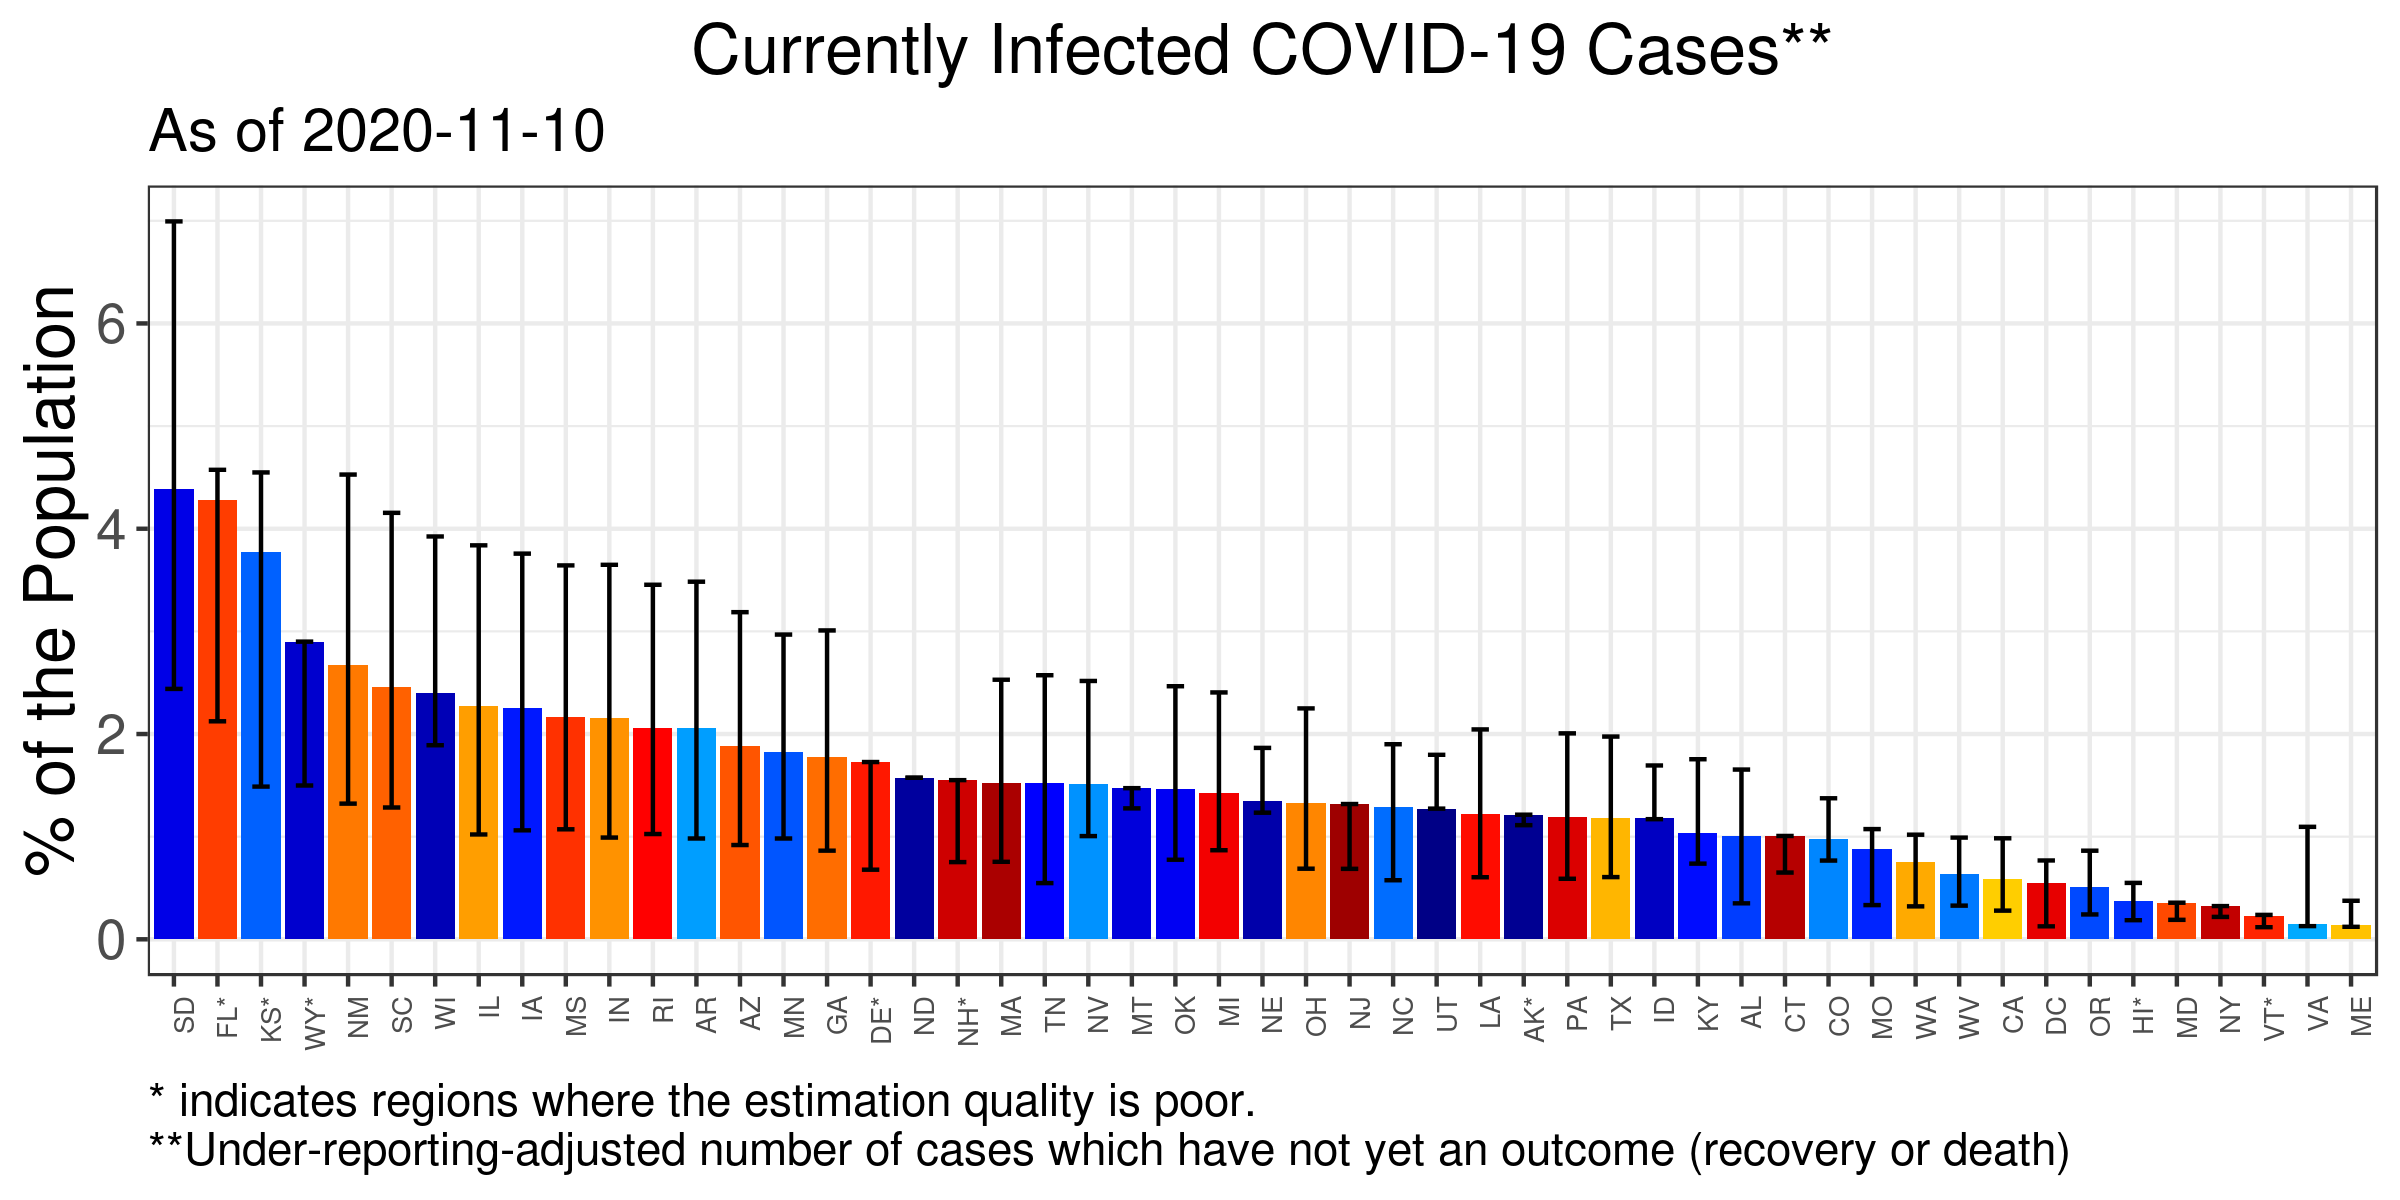 Currently Infected COVID-19 Cases**
As of 2020-11-10
% of the Population
6
4
2
0
SD FL* KS* WY* NM SC WI IL IA MS IN RI AR AZ MN GA DE* ND NH* MA TN NV MT OK MI NE OH NJ NC UT LA AK* PA TX ID KY AL CT CO MO WA WV CA DC OR HI* MD NY VT* VA ME
* indicates regions where the estimation quality is poor.
**Under-reporting-adjusted number of cases which have not yet an outcome (recovery or death)